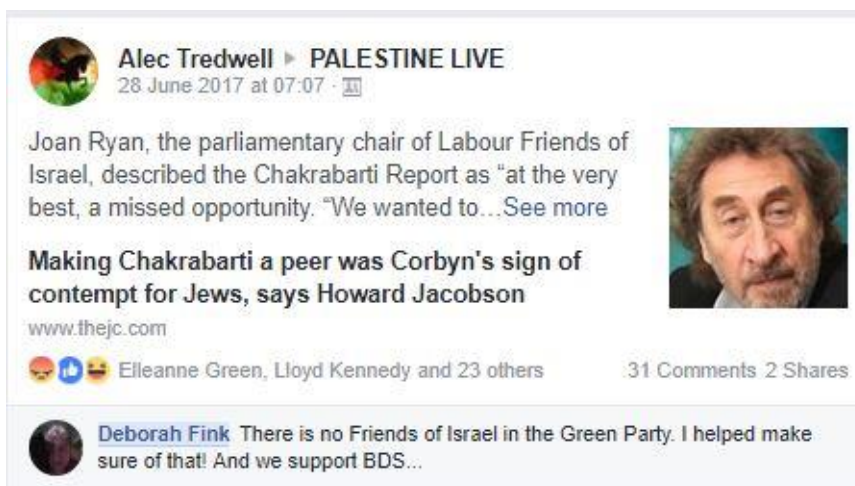 Alec Tredwell ▸ PALESTINE LIVE
28 June 2017 at 07:07 ·
Joan Ryan, the parliamentary chair of Labour Friends of
Israel, described the Chakrabarti Report as “at the very
best, a missed opportunity. “We wanted to…See more
Making Chakrabarti a peer was Corbyn's sign of
contempt for Jews, says Howard Jacobson
www.thejc.com
Elleanne Green, Lloyd Kennedy and 23 others 31 Comments 2 Shares
Deborah Fink There is no Friends of Israel in the Green Party. I helped make
sure of that! And we support BDS...